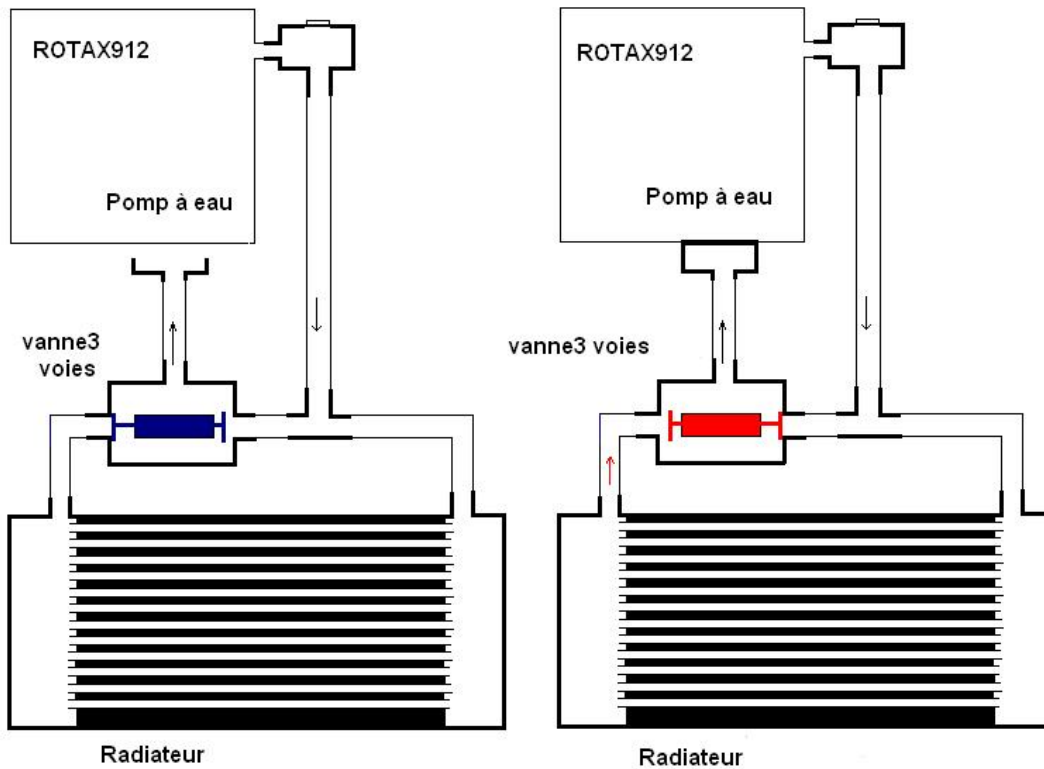 ROTAX912
Pomp à eau
vanne3
voies
Radiateur
ROTAX912
Pomp à eau
vanne3 voies
Radiateur